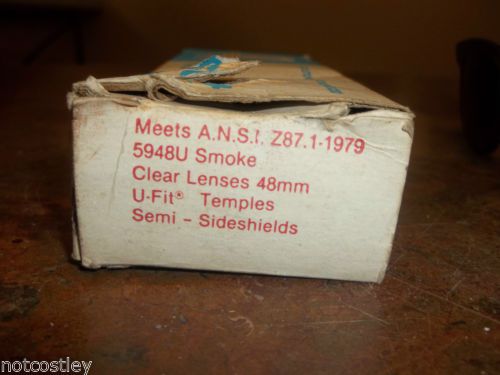 Meets A.N.S.I. Z87.1-1979
5948U Smoke
Clear Lenses 48mm
U-Fit® Temples
Semi - Sideshields
notcostley